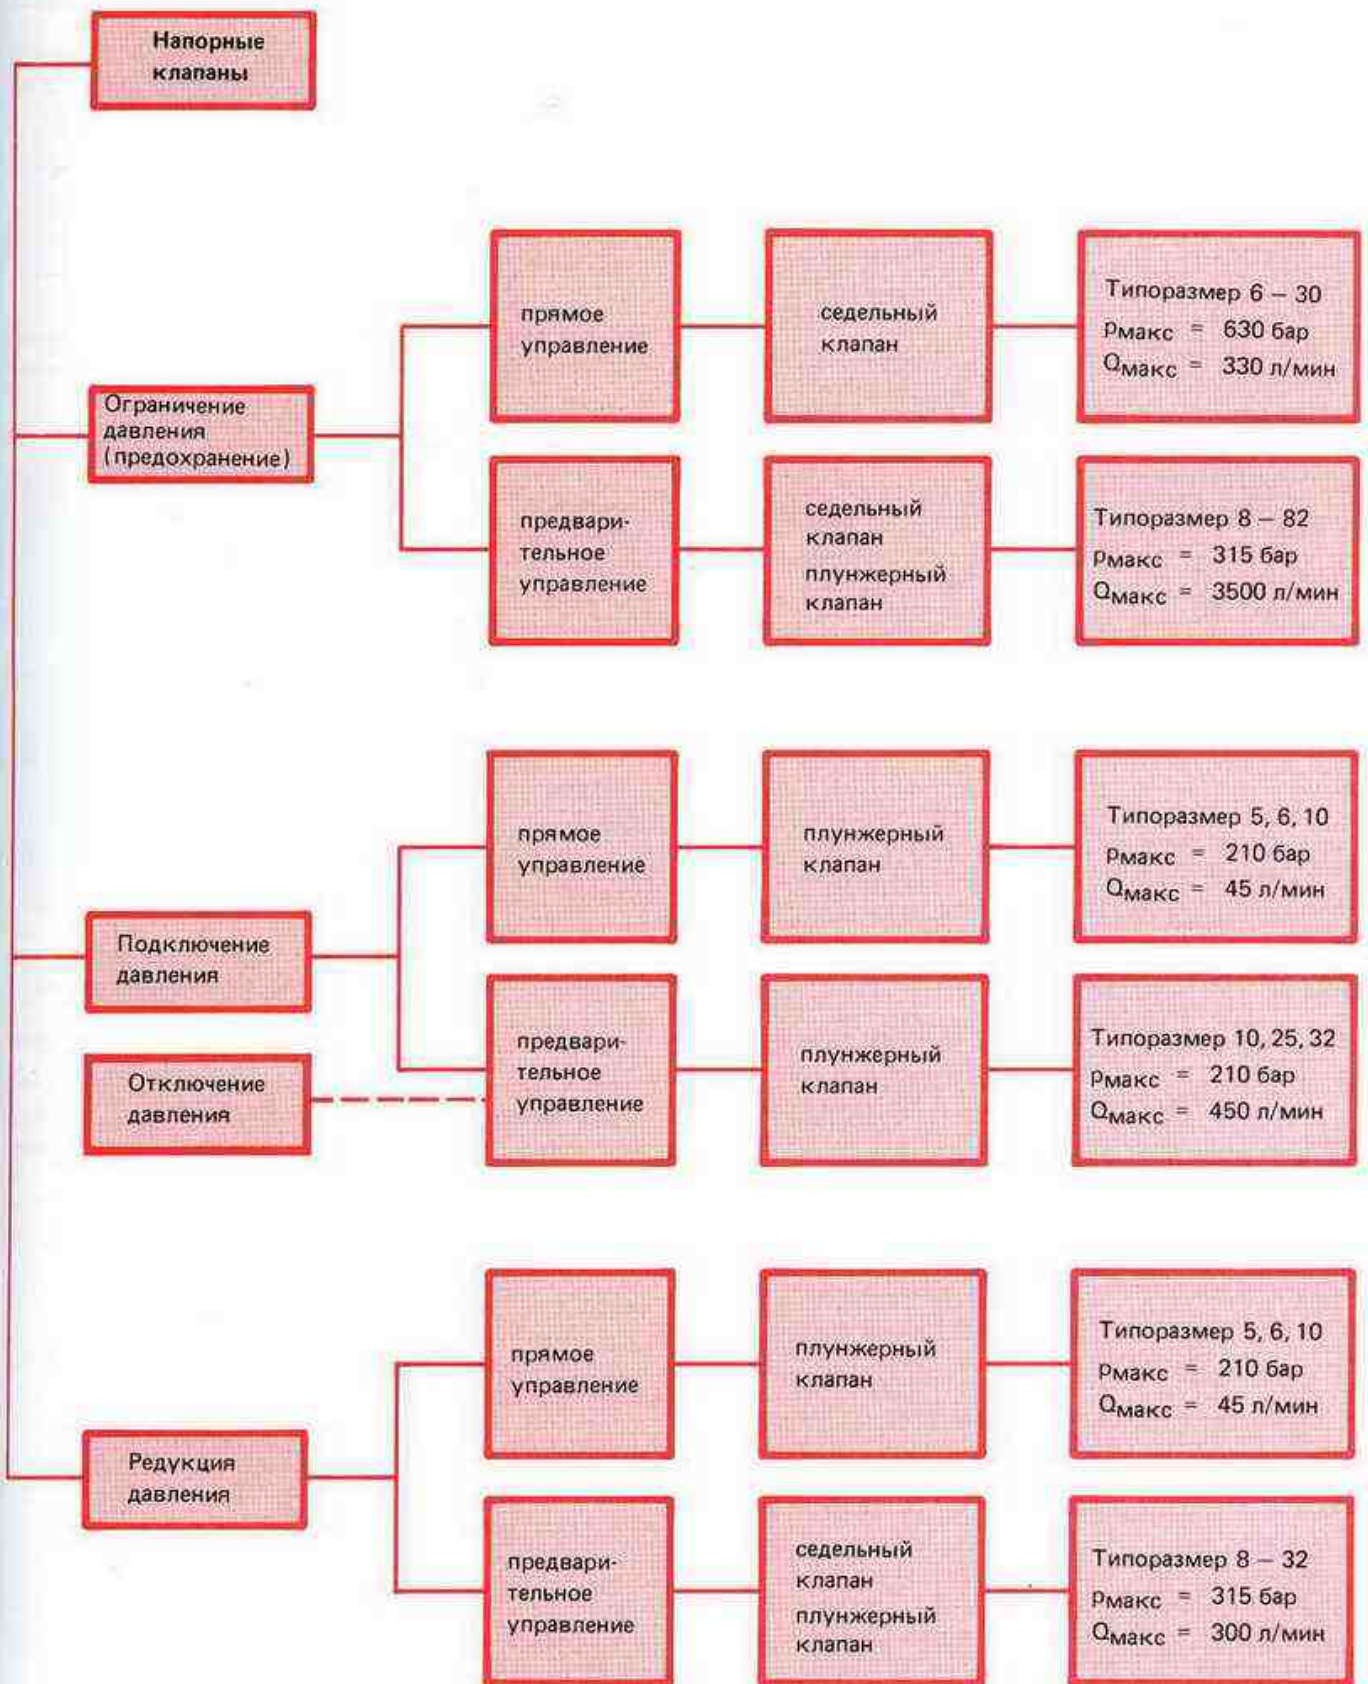 Напорные
клапаны
прямое
управление
седельный
клапан
Типоразмер 6 – 30
pмакс = 630 бар
Qмакс = 330 л/мин
Ограничение
давления
(предохранение)
предвари-
тельное
управление
седельный
клапан
плунжерный
клапан
Типоразмер 8 – 82
pмакс = 315 бар
Qмакс = 3500 л/мин
прямое
управление
плунжерный
клапан
Типоразмер 5, 6, 10
pмакс = 210 бар
Qмакс = 45 л/мин
Подключение
давления
Отключение
давления
предвари-
тельное
управление
плунжерный
клапан
Типоразмер 10, 25, 32
pмакс = 210 бар
Qмакс = 450 л/мин
прямое
управление
плунжерный
клапан
Типоразмер 5, 6, 10
pмакс = 210 бар
Qмакс = 45 л/мин
Редукция
давления
предвари-
тельное
управление
седельный
клапан
плунжерный
клапан
Типоразмер 8 – 32
pмакс = 315 бар
Qмакс = 300 л/мин